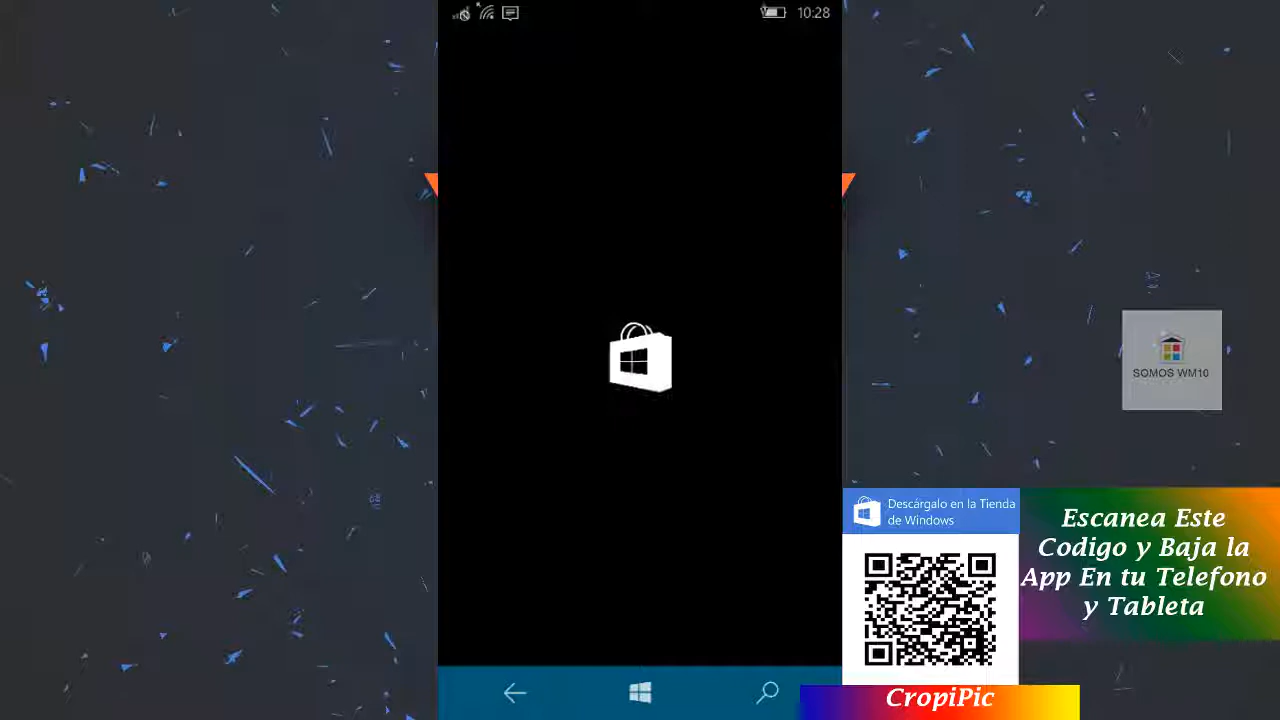 10:28
SOMOS WM10
Descárgalo en la Tienda
de Windows
Escanea Este
Codigo y Baja la
App En tu Telefono
y Tableta
CropiPic